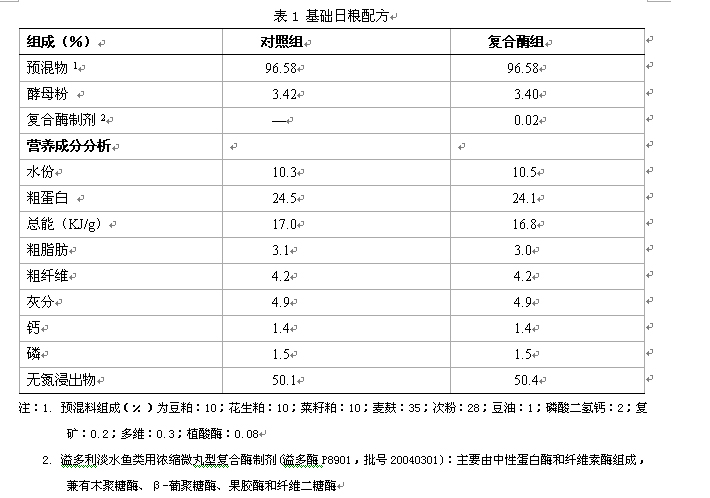 表 1 基础日粮配方
组成（%） 对照组 复合酶组
预混物 1 96.58 96.58
酵母粉 3.42 3.40
复合酶制剂 2 — 0.02
营养成分分析
水份 10.3 10.5
粗蛋白 24.5 24.1
总能（KJ/g） 17.0 16.8
粗脂肪 3.1 3.0
粗纤维 4.2 4.2
灰分 4.9 4.9
钙 1.4 1.4
磷 1.5 1.5
无氮浸出物 50.1 50.4
注：1. 预混料组成(％)为豆粕：10；花生粕：10；菜籽粕：10；麦麸：35；次粉：28；豆油：1；磷酸二氢钙：2；复
矿：0.2；多维：0.3；植酸酶：0.08
2. 溢多利淡水鱼类用浓缩微丸型复合酶制剂(溢多酶 P8901，批号 20040301)：主要由中性蛋白酶和纤维素酶组成，
兼有木聚糖酶、β-葡聚糖酶、果胶酶和纤维二糖酶